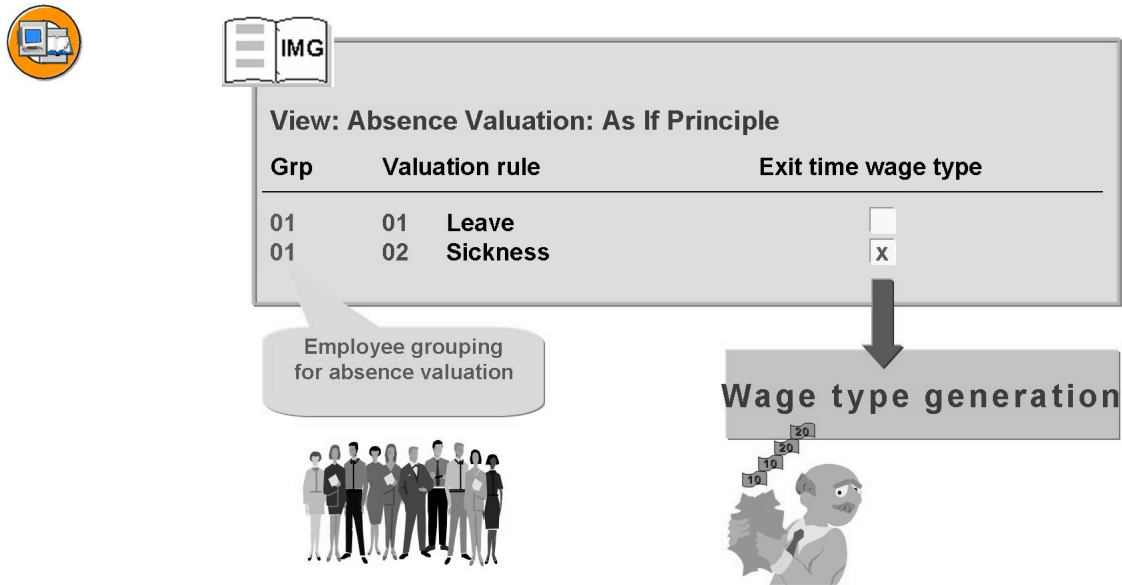 IMG
View: Absence Valuation: As If Principle
Grp Valuation rule Exit time wage type
01 01 Leave
01 02 Sickness x
Employee grouping
for absence valuation
Wage type generation
20
20
10
10